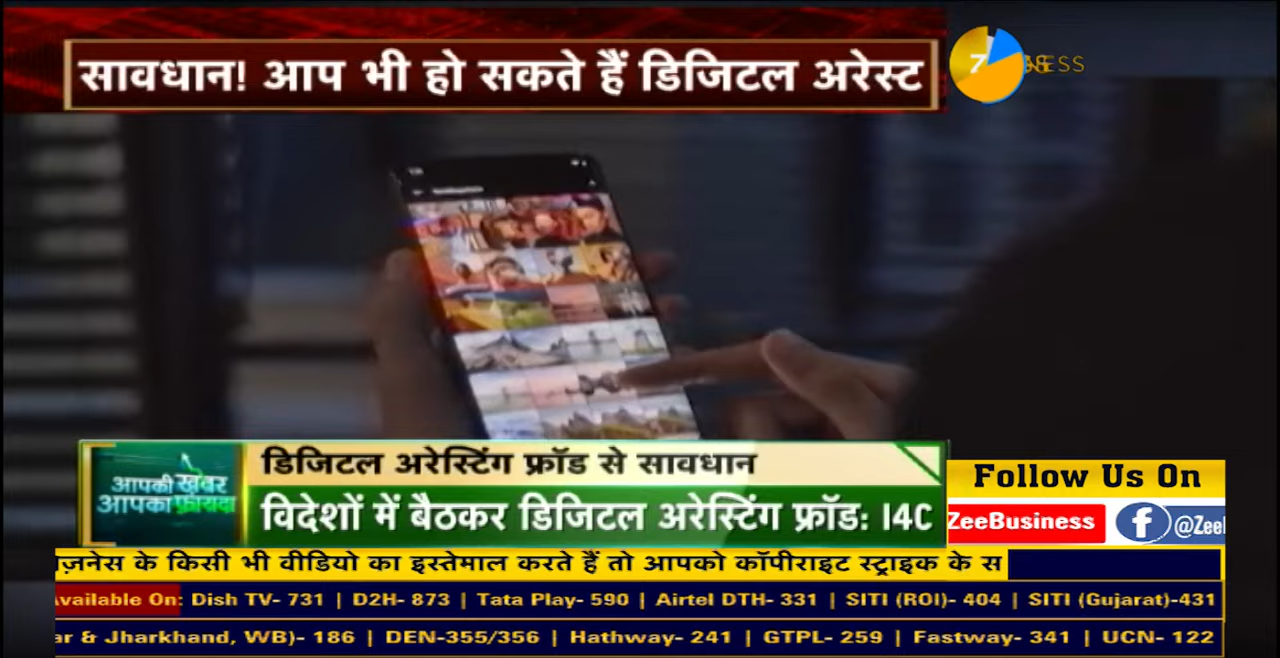 सावधान! आप भी हो सकते हैं डिजिटल अरेस्ट
डिजिटल अरेस्टिंग फ्रॉड से सावधान
आपकी खबर
आपका फ़ायदा
विदेशों में बैठकर डिजिटल अरेस्टिंग फ्रॉड: I4C
Follow Us On
ZeeBusiness
f @Zee
ज़नेस के किसी भी वीडियो का इस्तेमाल करते हैं तो आपको कॉपीराइट स्ट्राइक के स
vailable On: Dish TV- 731 | D2H- 873 | Tata Play- 590 | Airtel DTH- 331 | SITI (ROI)- 404 | SITI (Gujarat)-431
ar & Jharkhand, WB)- 186 | DEN-355/356 | Hathway- 241 | GTPL- 259 | Fastway- 341 | UCN- 122